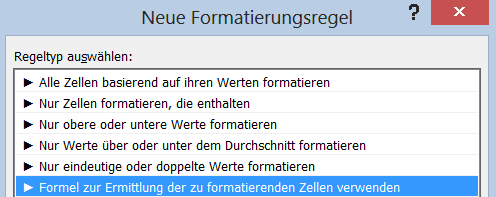 Neue Formatierungsregel
Regeltyp auswählen:
► Alle Zellen basierend auf ihren Werten formatieren
► Nur Zellen formatieren, die enthalten
► Nur obere oder untere Werte formatieren
► Nur Werte über oder unter dem Durchschnitt formatieren
► Nur eindeutige oder doppelte Werte formatieren
► Formel zur Ermittlung der zu formatierenden Zellen verwenden